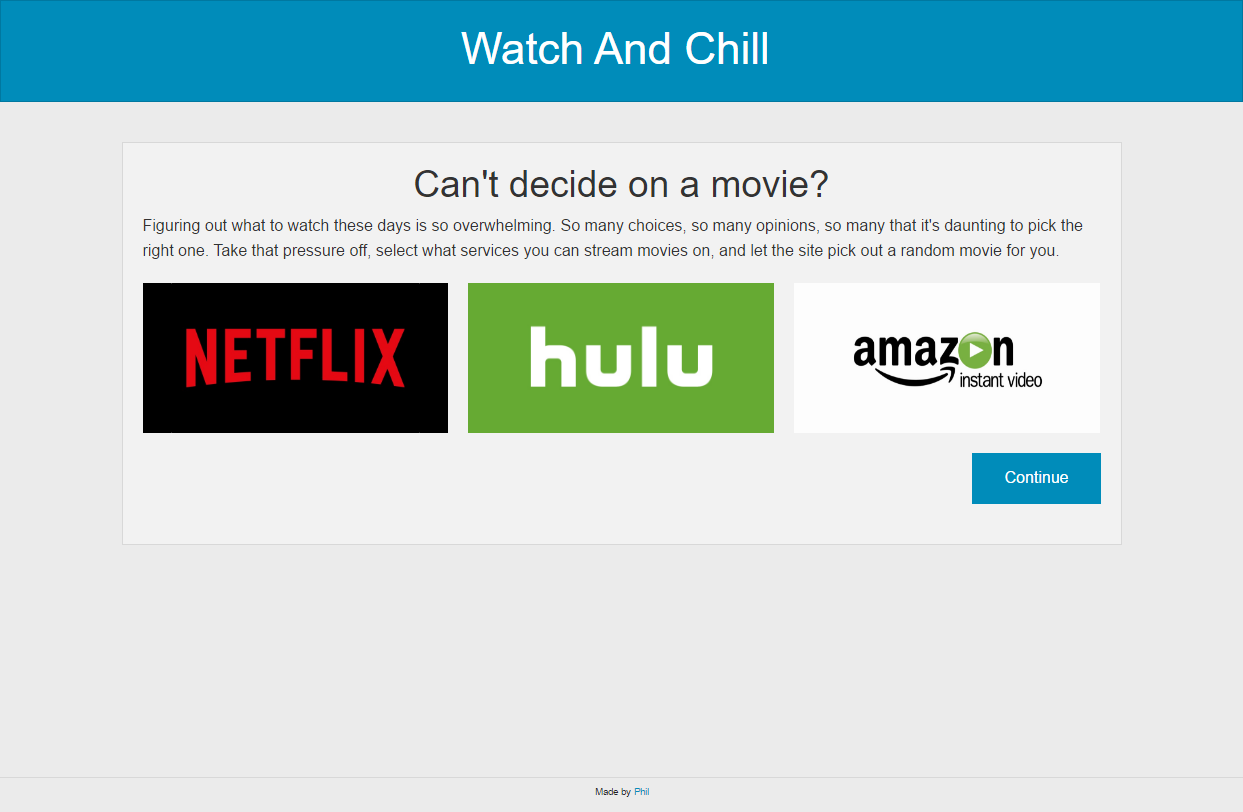 Watch And Chill
Can't decide on a movie?
Figuring out what to watch these days is so overwhelming. So many choices, so many opinions, so many that it's daunting to pick the
right one. Take that pressure off, select what services you can stream movies on, and let the site pick out a random movie for you.
NETFLIX
hulu
amazon
instant video
Continue
Made by Phil